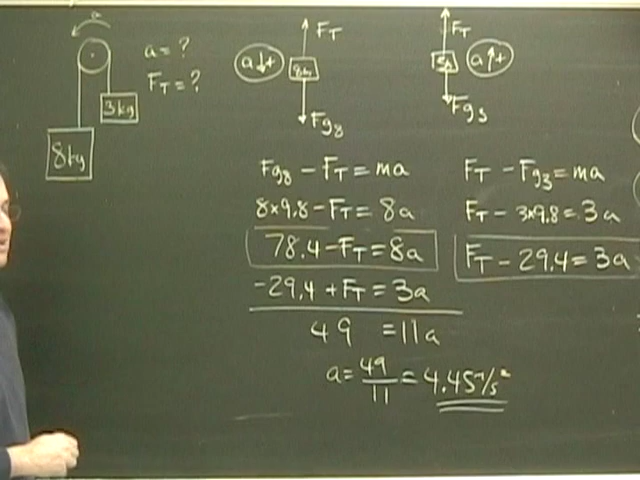 a
a = ?
F_T = ?
3kg
8kg
F_T
a ↓ +
8kg
Fg8
F_T
a ↑ +
Fg3
Fg8 - F_T = ma
8×9.8 - F_T = 8a
78.4 - F_T = 8a
-29.4 + F_T = 3a
49 = 11a
a = 49/11 = 4.45 m/s²
F_T - Fg3 = ma
F_T - 3×9.8 = 3a
F_T - 29.4 = 3a